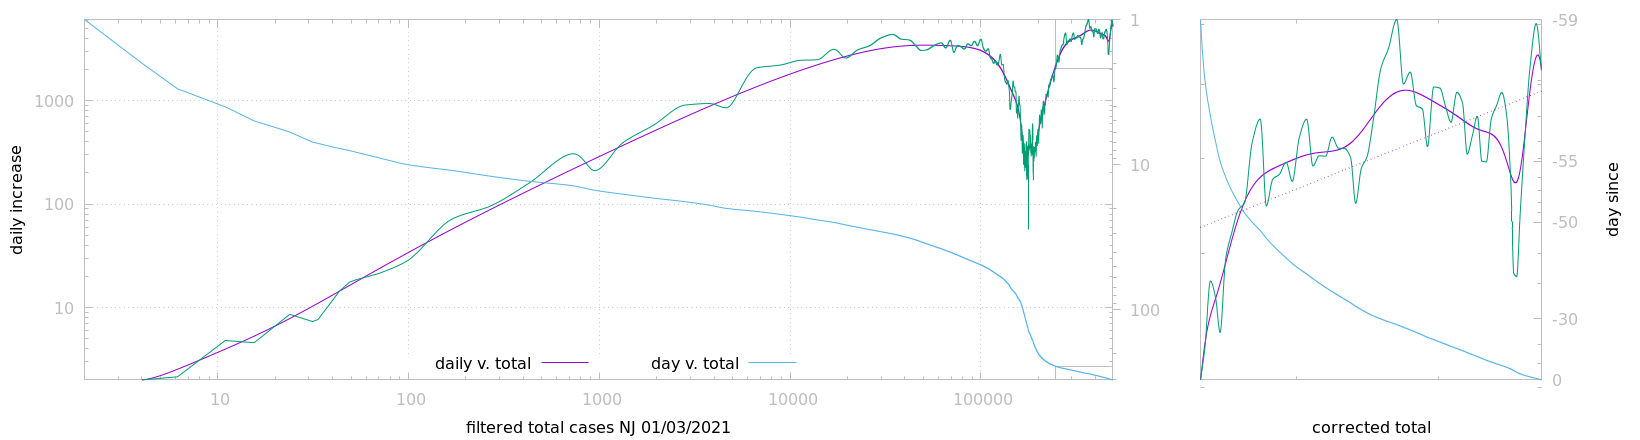 daily increase
1000
100
10
10
100
1000
10000
100000
1
10
100
daily v. total
day v. total
filtered total cases NJ 01/03/2021
-59
-55
-50
-30
0
day since
corrected total